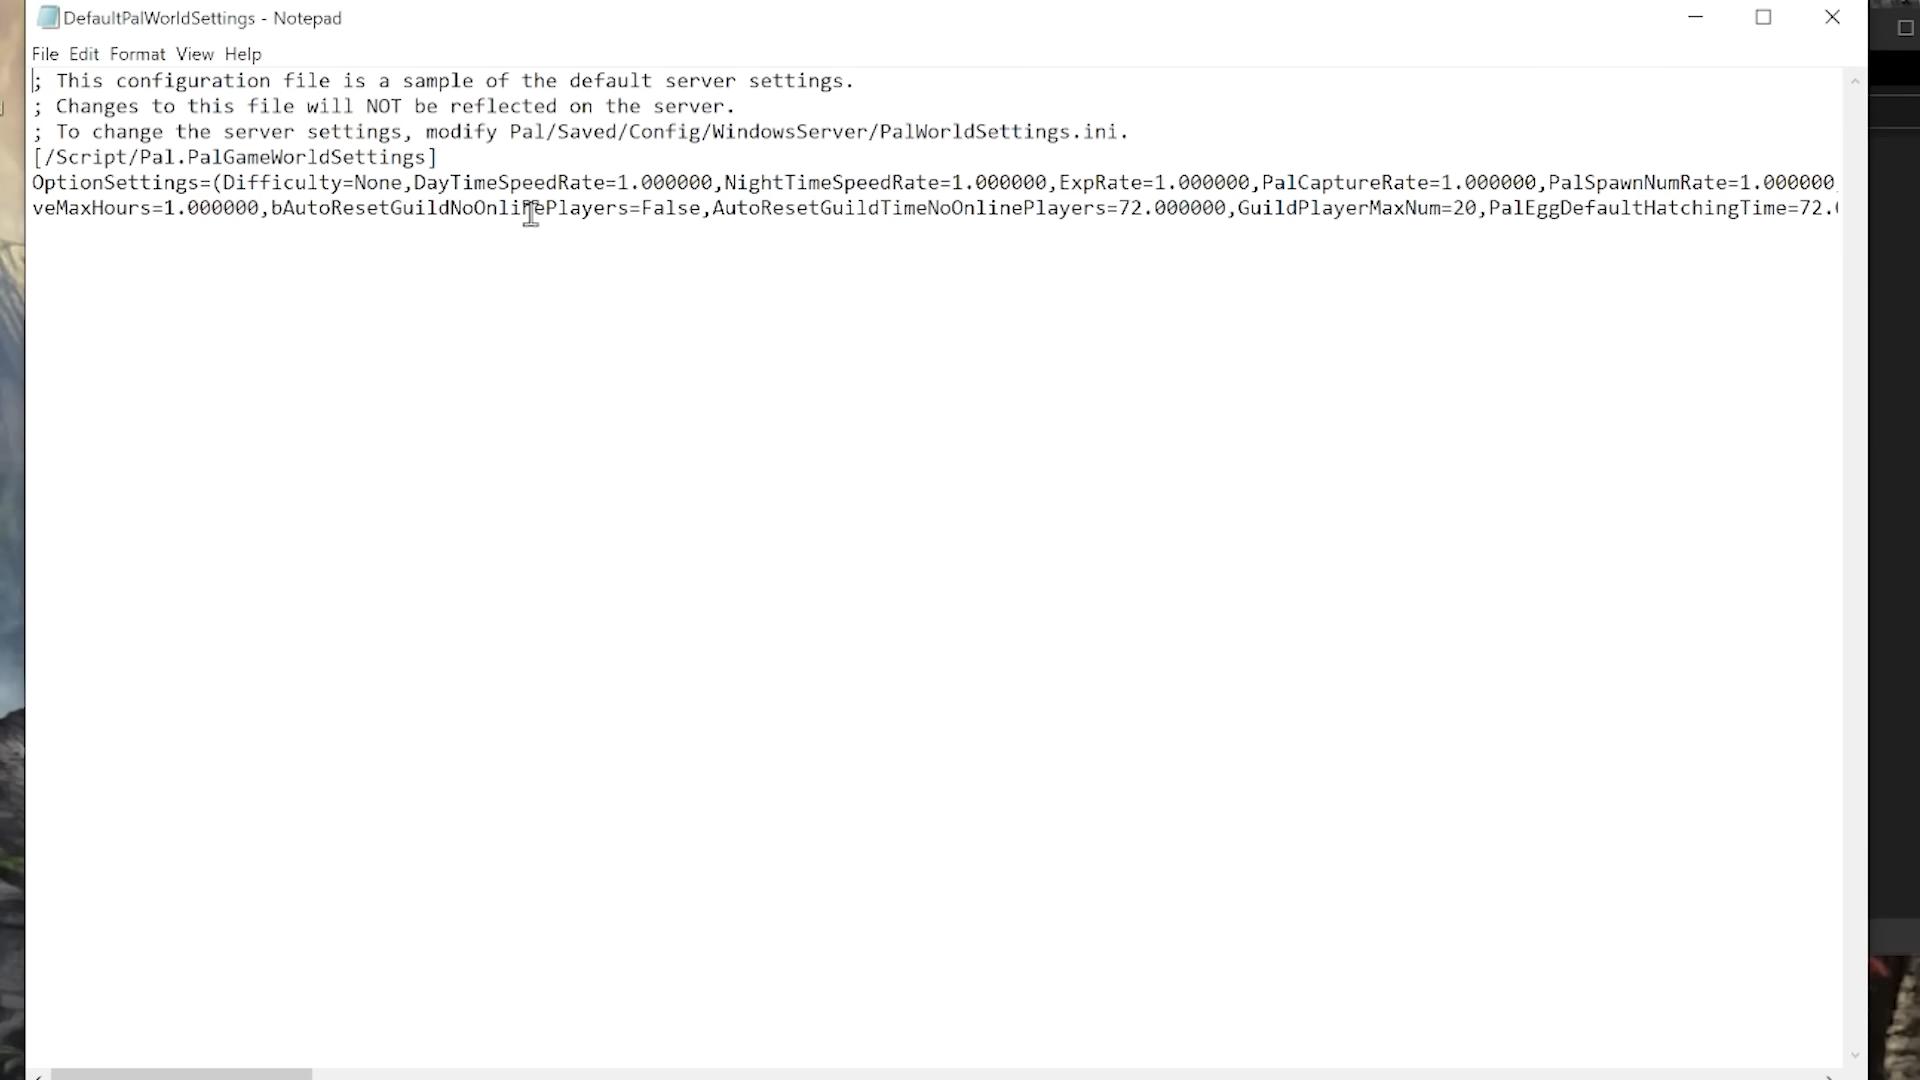 DefaultPalWorldSettings - Notepad
File Edit Format View Help
; This configuration file is a sample of the default server settings.
; Changes to this file will NOT be reflected on the server.
; To change the server settings, modify Pal/Saved/Config/WindowsServer/PalWorldSettings.ini.
[/Script/Pal.PalGameWorldSettings]
OptionSettings=(Difficulty=None,DayTimeSpeedRate=1.000000,NightTimeSpeedRate=1.000000,ExpRate=1.000000,PalCaptureRate=1.000000,PalSpawnNumRate=1.000000
veMaxHours=1.000000,bAutoResetGuildNoOnlinePlayers=False,AutoResetGuildTimeNoOnlinePlayers=72.000000,GuildPlayerMaxNum=20,PalEggDefaultHatchingTime=72.